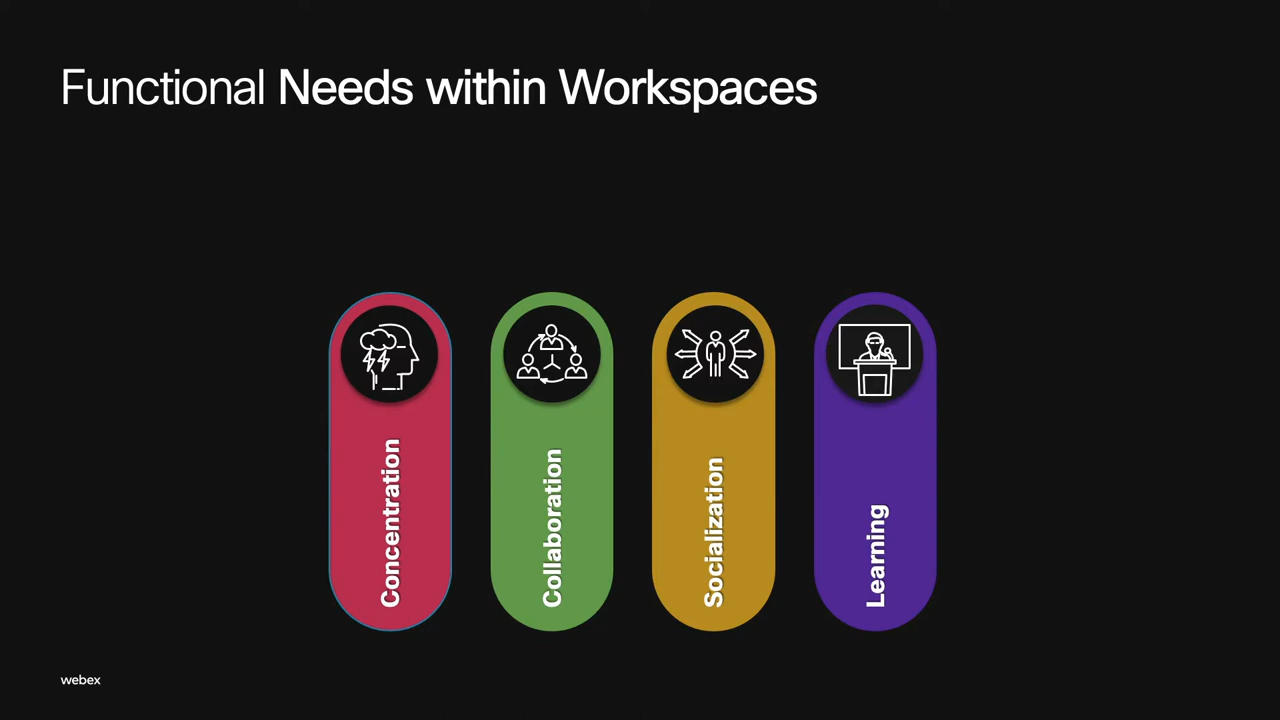 Functional Needs within Workspaces
Concentration
Collaboration
Socialization
Learning
webex